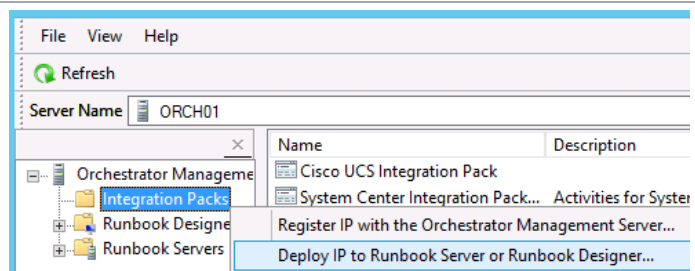 File View Help
Refresh
Server Name ORCH01
Name Description
Orchestrator Manageme
Cisco UCS Integration Pack
Integration Packs
System Center Integration Pack... Activities for System
Runbook Designe
Register IP with the Orchestrator Management Server...
Runbook Servers
Deploy IP to Runbook Server or Runbook Designer...